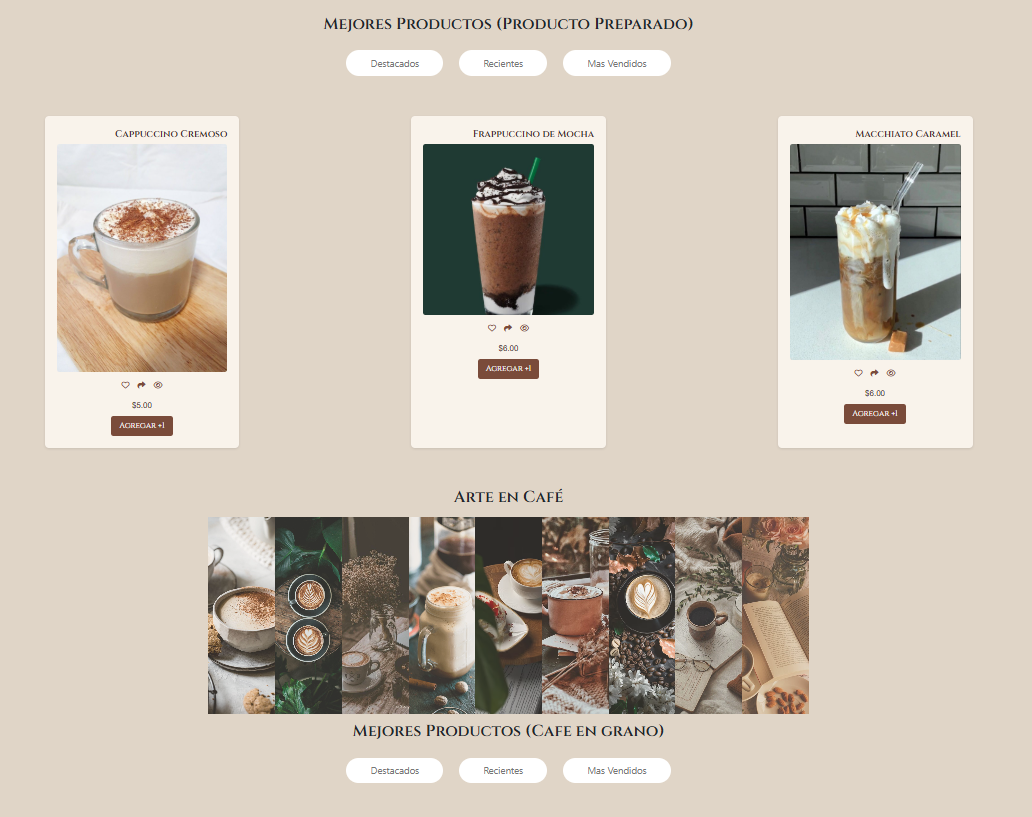 Mejores Productos (Producto Preparado)
Destacados
Recientes
Mas Vendidos
Cappuccino Cremoso
$5.00
Agregar +1
Frappuccino de Mocha
$6.00
Agregar +1
Macchiato Caramel
$6.00
Agregar +1
Arte en Café
Mejores Productos (Cafe en grano)
Destacados
Recientes
Mas Vendidos